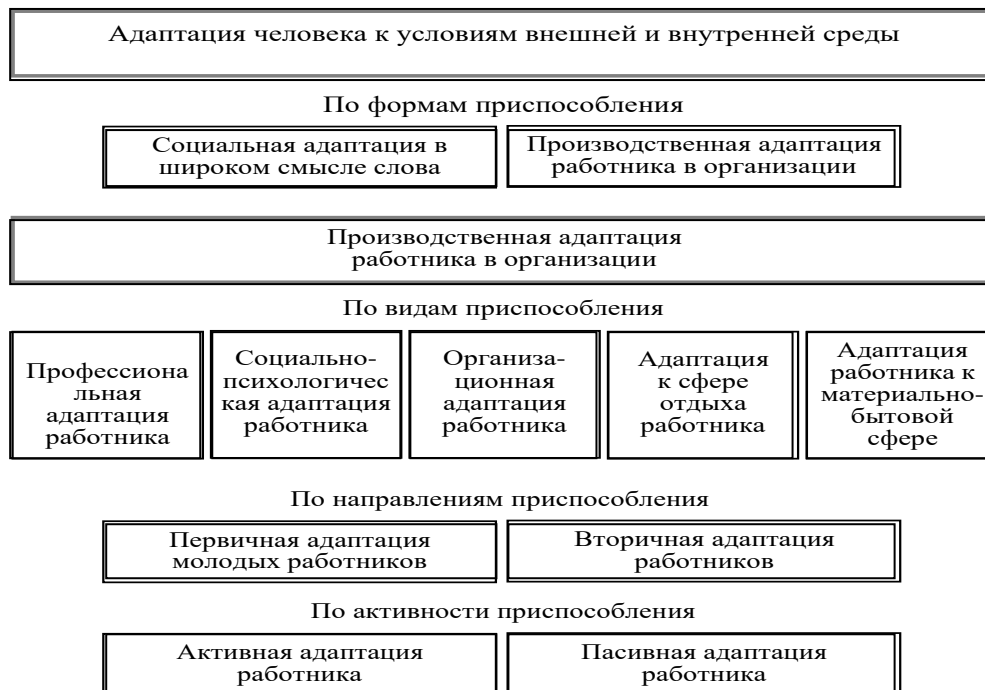 Адаптация человека к условиям внешней и внутренней среды
По формам приспособления
Социальная адаптация в
широком смысле слова
Производственная адаптация
работника в организации
Производственная адаптация
работника в организации
По видам приспособления
Профессиона
льная
адаптация
работника
Социально-
психологичес
кая адаптация
работника
Организа-
ционная
адаптация
работника
Адаптация
к сфере
отдыха
работника
Адаптация
работника к
материально-
бытовой
сфере
По направлениям приспособления
Первичная адаптация
молодых работников
Вторичная адаптация
работников
По активности приспособления
Активная адаптация
работника
Пасивная адаптация
работника